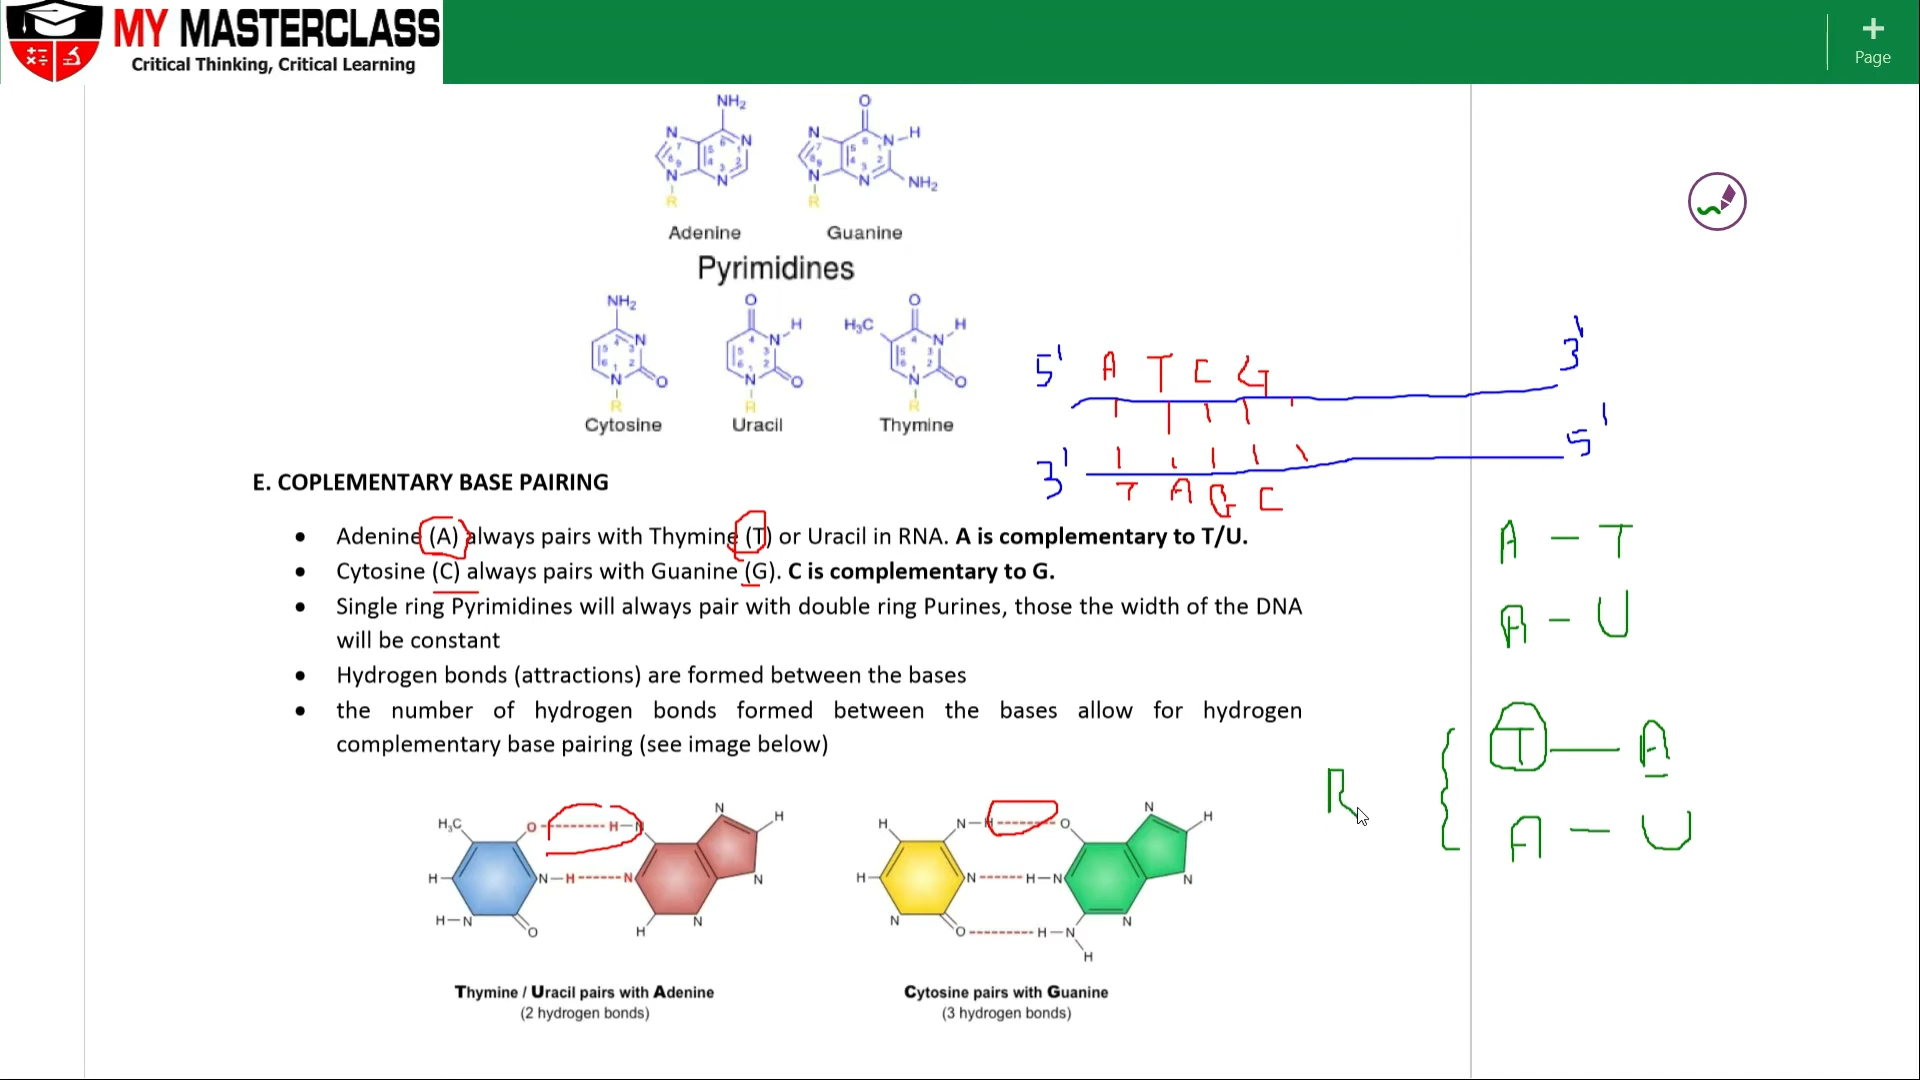 MY MASTERCLASS
Critical Thinking, Critical Learning
+
Page
NH2
N
N
N
N
R
Adenine
O
N
N
H
N
N
NH2
R
Guanine
Pyrimidines
NH2
N
N
O
R
Cytosine
O
H
N
N
O
R
Uracil
O
H3C
H
N
N
O
R
Thymine
5' A T C G 3'
3' T A G C 5'
E. COPLEMENTARY BASE PAIRING
• Adenine (A) always pairs with Thymine (T) or Uracil in RNA. A is complementary to T/U.
• Cytosine (C) always pairs with Guanine (G). C is complementary to G.
• Single ring Pyrimidines will always pair with double ring Purines, those the width of the DNA
will be constant
• Hydrogen bonds (attractions) are formed between the bases
• the number of hydrogen bonds formed between the bases allow for hydrogen
complementary base pairing (see image below)
A – T
A – U
T — A
R
A – U
H3C O H–N N H
H N–H N N
H–N O H N
Thymine / Uracil pairs with Adenine
(2 hydrogen bonds)
H N–H O N H
H N H–N N
N O H–N N
H
Cytosine pairs with Guanine
(3 hydrogen bonds)